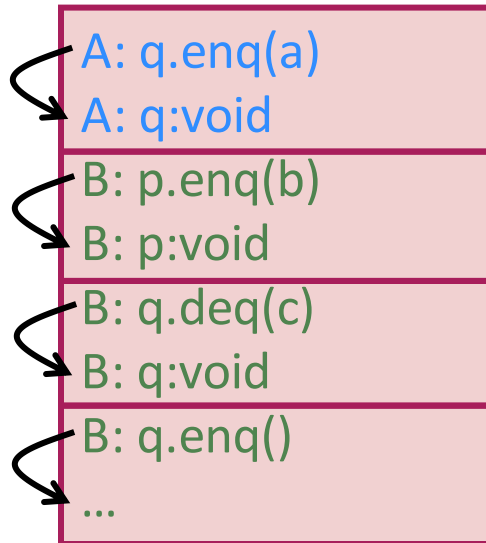 A: q.enq(a)
A: q:void
B: p.enq(b)
B: p:void
B: q.deq(c)
B: q:void
B: q.enq()
...